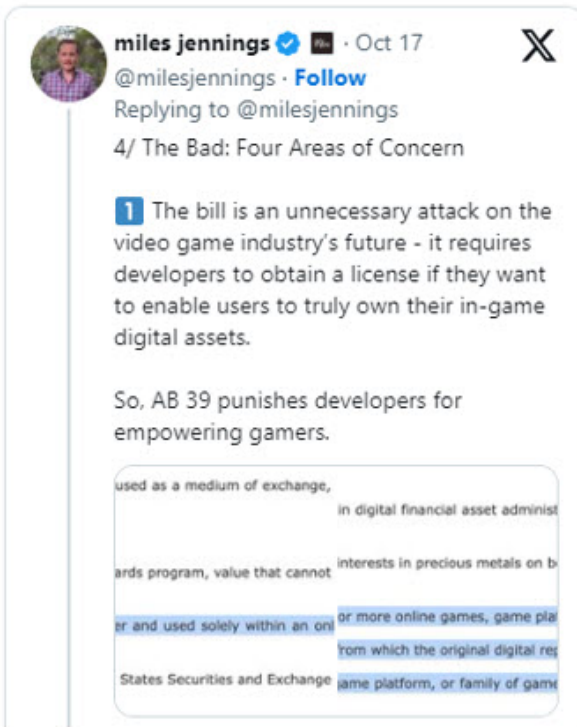 miles jennings · Oct 17
@milesjennings · Follow
Replying to @milesjennings
4/ The Bad: Four Areas of Concern
1 The bill is an unnecessary attack on the
video game industry’s future - it requires
developers to obtain a license if they want
to enable users to truly own their in-game
digital assets.
So, AB 39 punishes developers for
empowering gamers.
used as a medium of exchange,
ards program, value that cannot
er and used solely within an onl
States Securities and Exchange
in digital financial asset administ
interests in precious metals on b
or more online games, game pla
from which the original digital rep
ame platform, or family of game